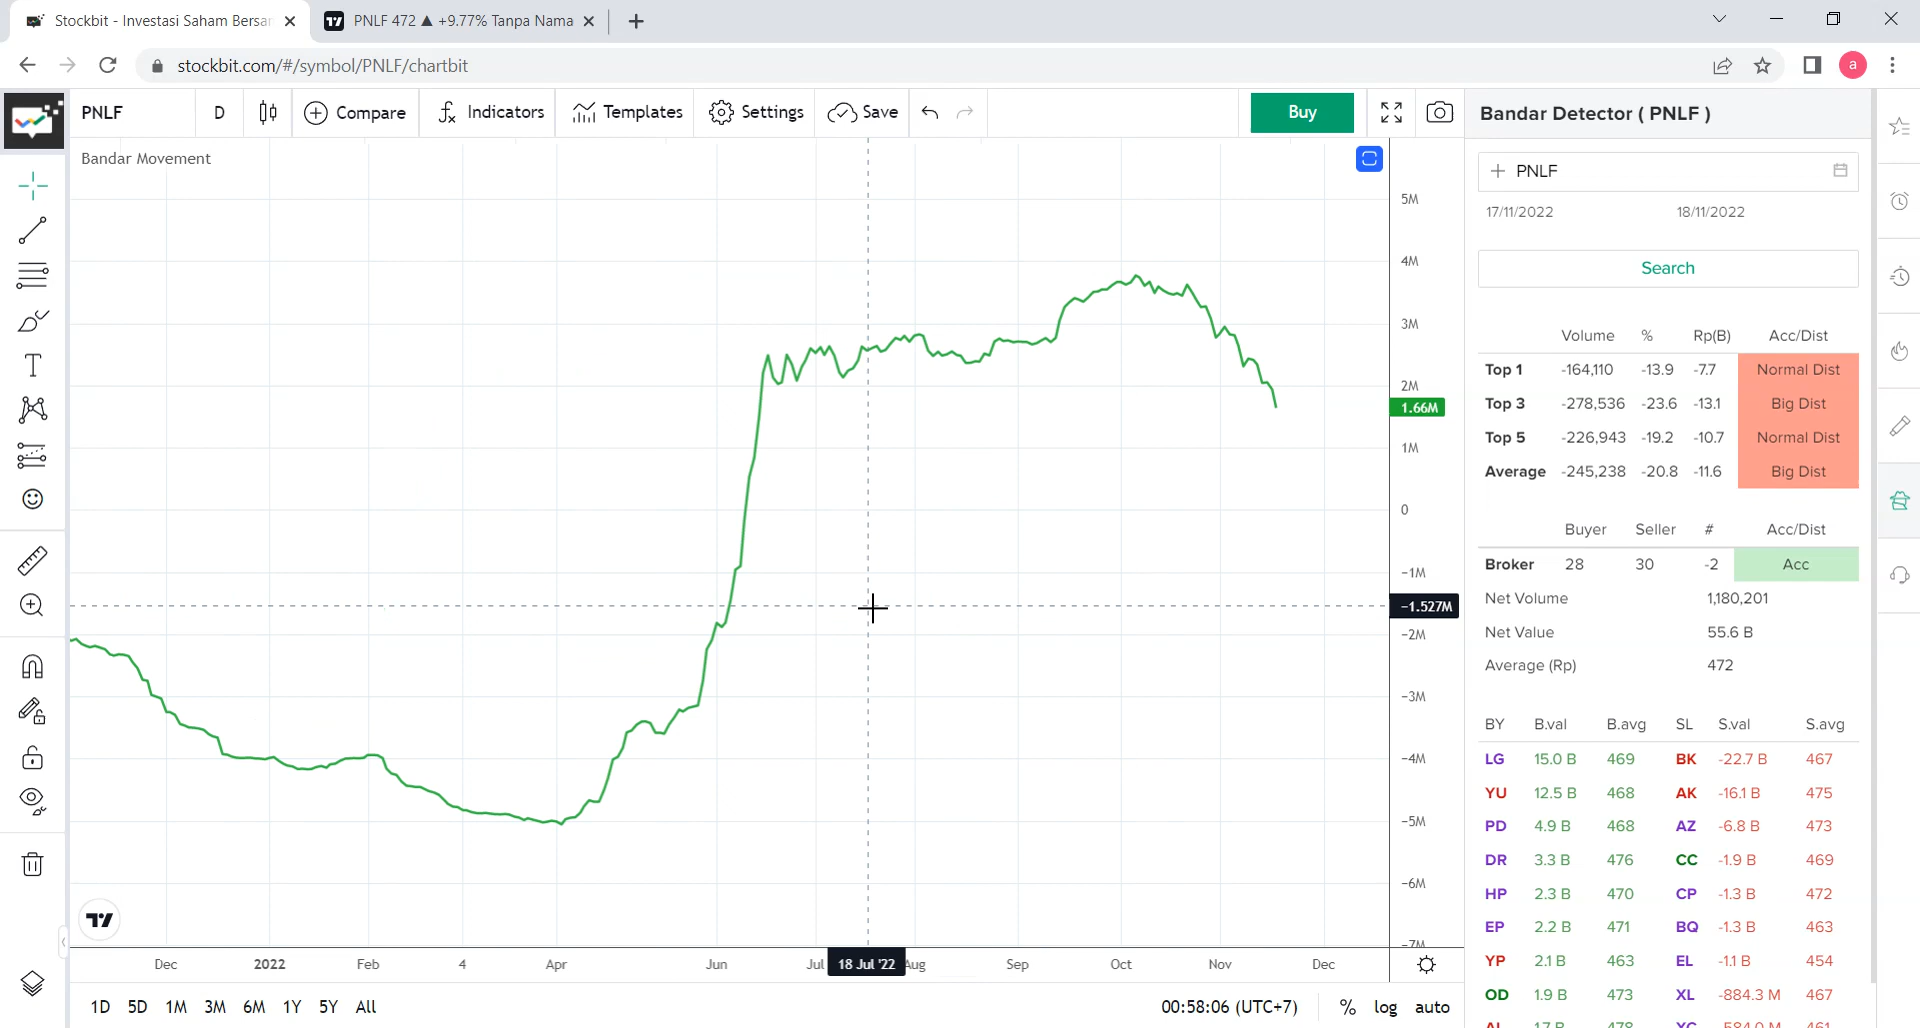 Stockbit - Investasi Saham Bersam
PNLF 472 ▲ +9.77% Tanpa Nama
stockbit.com/#/symbol/PNLF/chartbit
a
PNLF
D
Compare
Indicators
Templates
Settings
Save
Buy
Bandar Detector ( PNLF )
Bandar Movement
PNLF
17/11/2022 18/11/2022
Search
Volume % Rp(B) Acc/Dist
Top 1 -164,110 -13.9 -7.7 Normal Dist
Top 3 -278,536 -23.6 -13.1 Big Dist
Top 5 -226,943 -19.2 -10.7 Normal Dist
Average -245,238 -20.8 -11.6 Big Dist
Buyer Seller # Acc/Dist
Broker 28 30 -2 Acc
Net Volume 1,180,201
Net Value 55.6 B
Average (Rp) 472
BY B.val B.avg SL S.val S.avg
LG 15.0 B 469 BK -22.7 B 467
YU 12.5 B 468 AK -16.1 B 475
PD 4.9 B 468 AZ -6.8 B 473
DR 3.3 B 476 CC -1.9 B 469
HP 2.3 B 470 CP -1.3 B 472
EP 2.2 B 471 BQ -1.3 B 463
YP 2.1 B 463 EL -1.1 B 454
OD 1.9 B 473 XL -884.3 M 467
5M
4M
3M
2M
1.66M
1M
0
−1M
−1.527M
−2M
−3M
−4M
−5M
−6M
−7M
Dec 2022 Feb 4 Apr Jun Jul 18 Jul '22 Aug Sep Oct Nov Dec
1D 5D 1M 3M 6M 1Y 5Y All
00:58:06 (UTC+7) % log auto